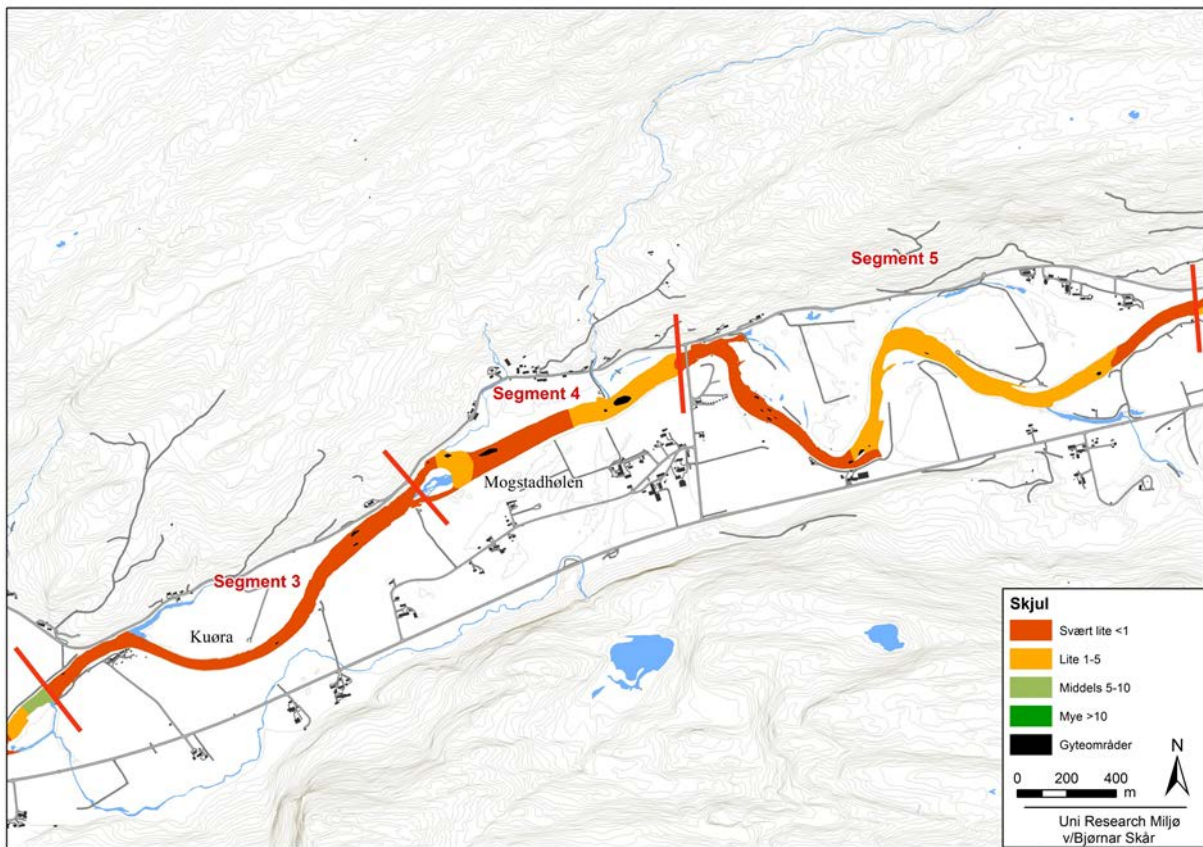 Segment 5
Segment 4
Mogstadhølen
Segment 3
Kuøra
Skjul
Svært lite <1
Lite 1-5
Middels 5-10
Mye >10
Gyteområder
N
0 200 400
m
Uni Research Miljø
v/Bjørnar Skår